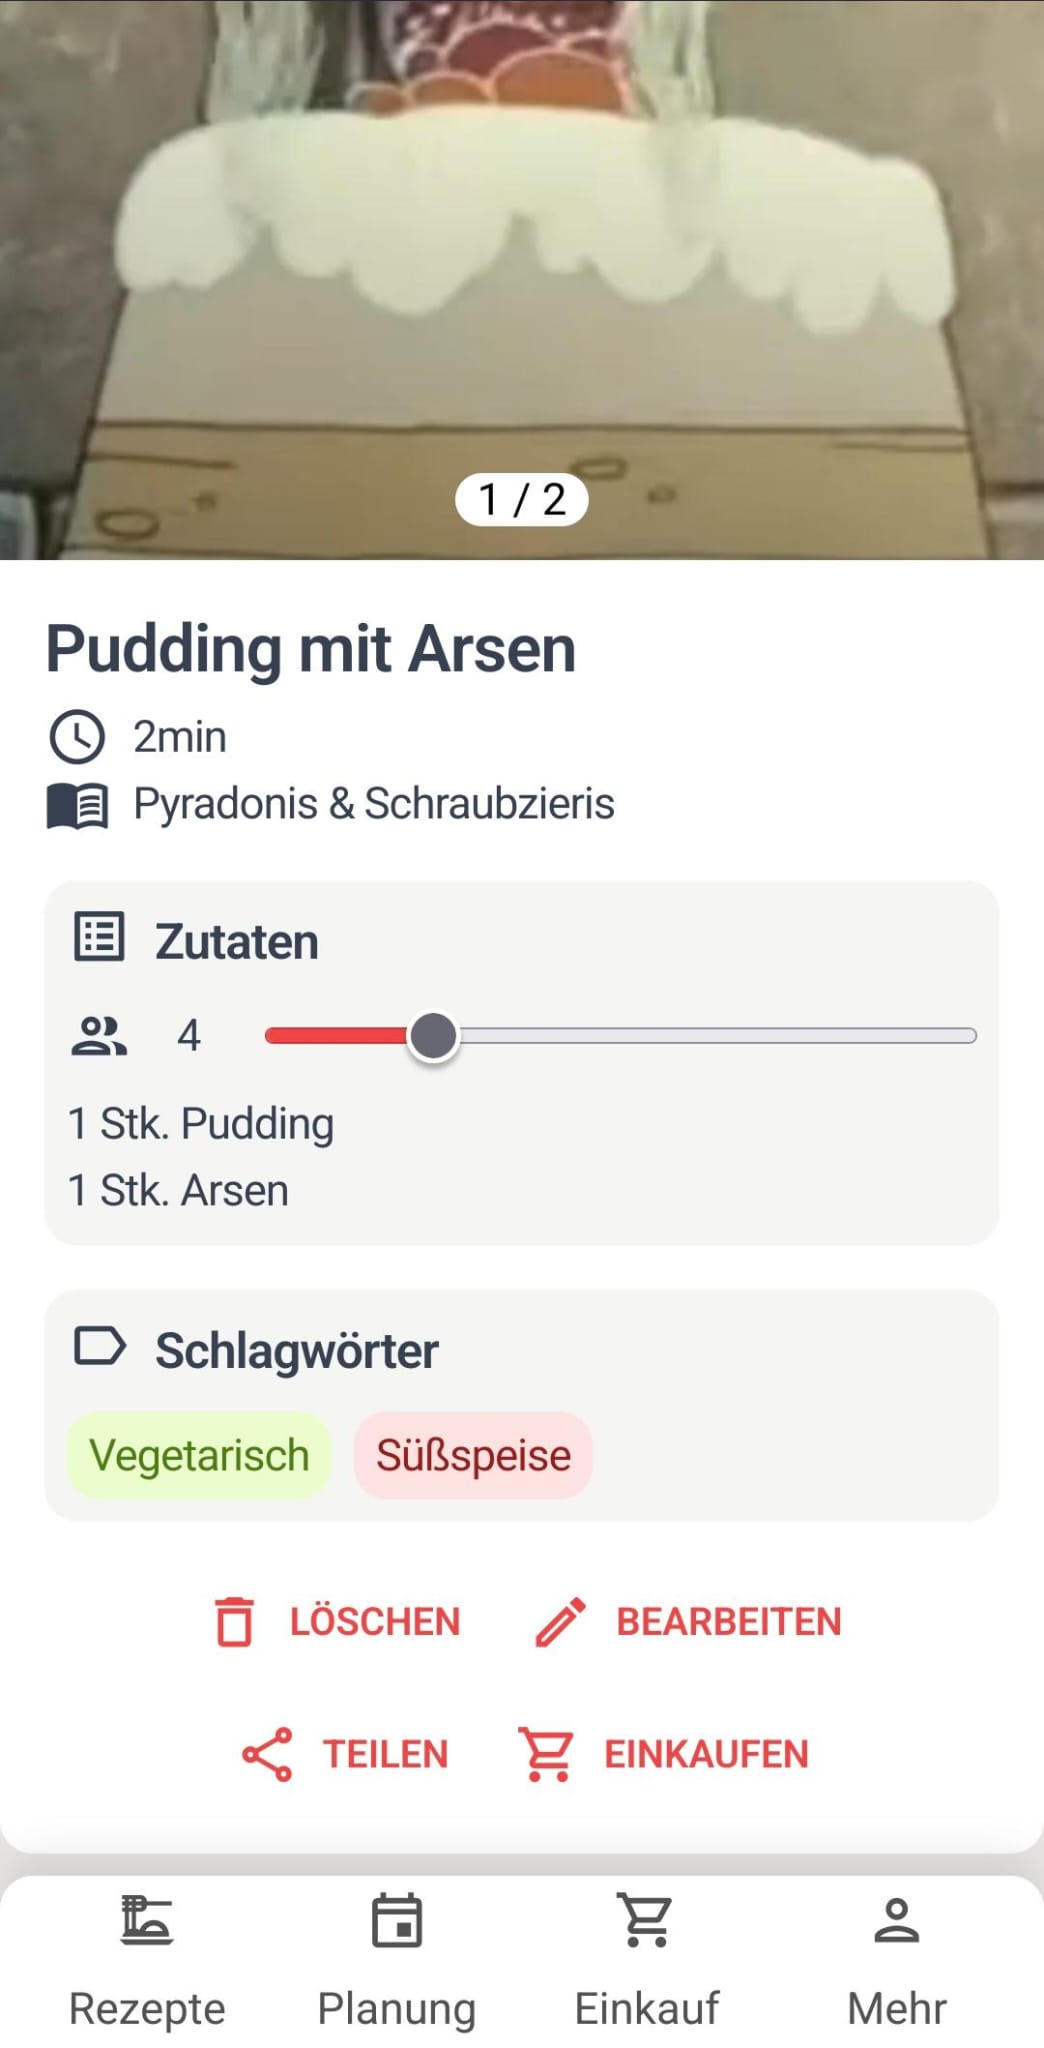 1 / 2
Pudding mit Arsen
2min
Pyradonis & Schraubzieris
Zutaten
4
1 Stk. Pudding
1 Stk. Arsen
Schlagwörter
Vegetarisch Süßspeise
LÖSCHEN BEARBEITEN
TEILEN EINKAUFEN
Rezepte Planung Einkauf Mehr